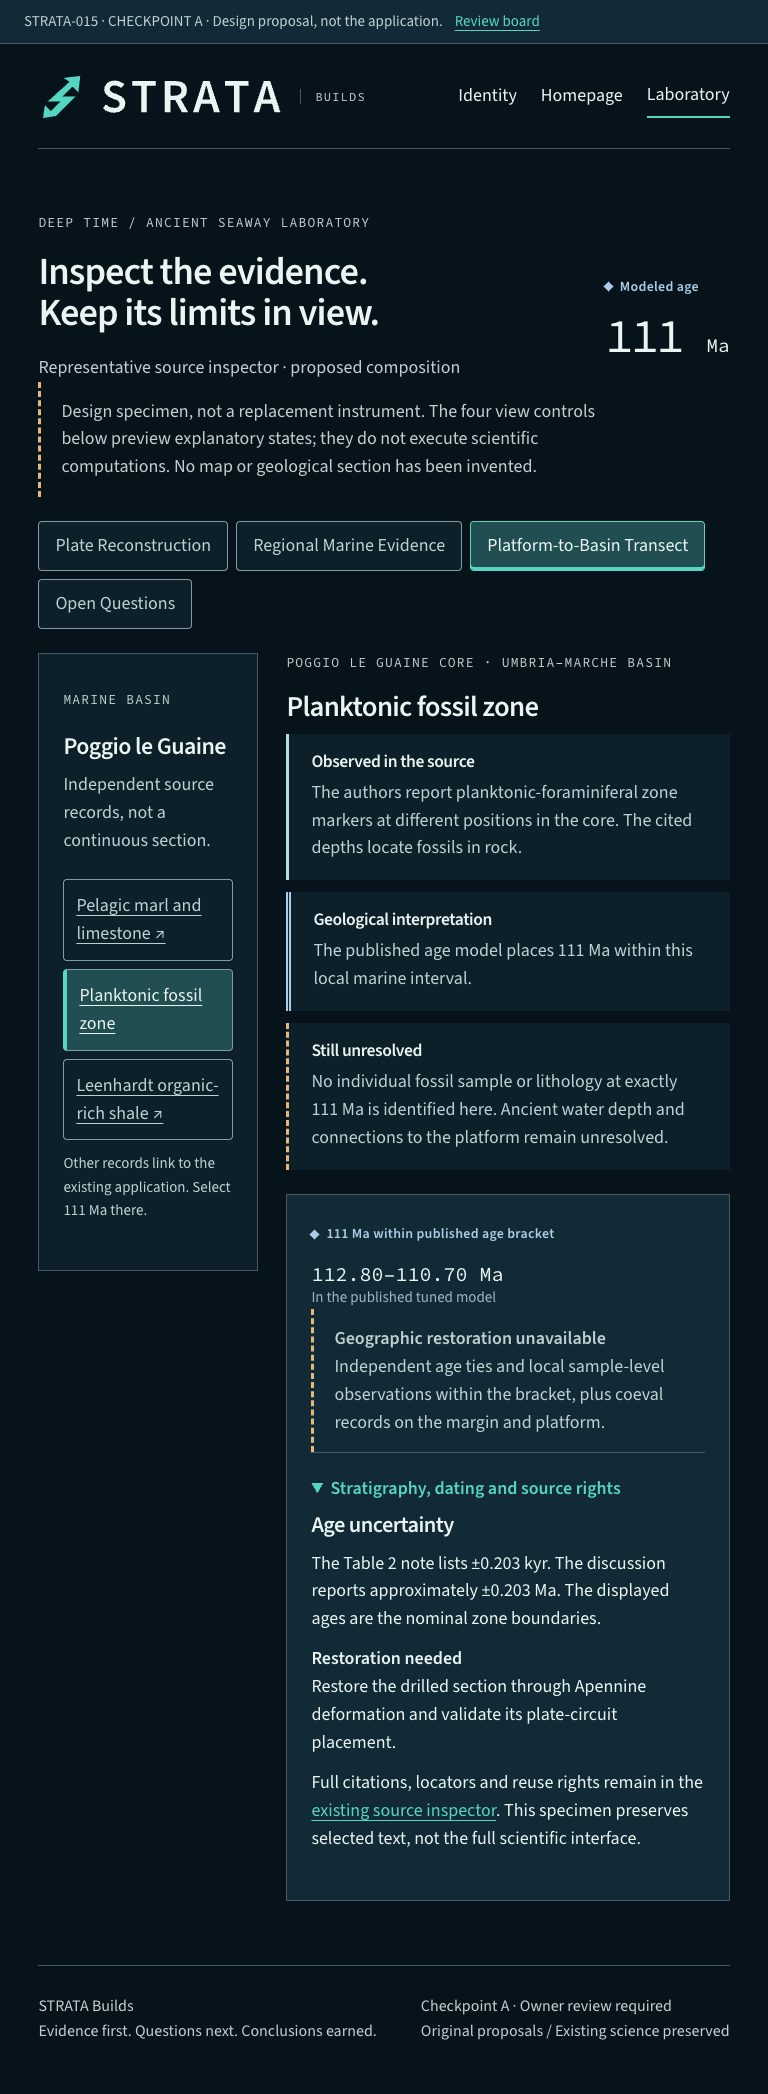 STRATA-015 · CHECKPOINT A · Design proposal, not the application. Review board
STRATA
BUILDS
Identity
Homepage
Laboratory
DEEP TIME / ANCIENT SEAWAY LABORATORY
Inspect the evidence.
Keep its limits in view.
Representative source inspector · proposed composition
◆ Modeled age
111 Ma
Design specimen, not a replacement instrument. The four view controls
below preview explanatory states; they do not execute scientific
computations. No map or geological section has been invented.
Plate Reconstruction
Regional Marine Evidence
Platform-to-Basin Transect
Open Questions
MARINE BASIN
Poggio le Guaine
Independent source
records, not a
continuous section.
Pelagic marl and
limestone ↗
Planktonic fossil
zone
Leenhardt organic-
rich shale ↗
Other records link to the
existing application. Select
111 Ma there.
POGGIO LE GUAINE CORE · UMBRIA–MARCHE BASIN
Planktonic fossil zone
Observed in the source
The authors report planktonic-foraminiferal zone
markers at different positions in the core. The cited
depths locate fossils in rock.
Geological interpretation
The published age model places 111 Ma within this
local marine interval.
Still unresolved
No individual fossil sample or lithology at exactly
111 Ma is identified here. Ancient water depth and
connections to the platform remain unresolved.
◆ 111 Ma within published age bracket
112.80–110.70 Ma
In the published tuned model
Geographic restoration unavailable
Independent age ties and local sample-level
observations within the bracket, plus coeval
records on the margin and platform.
▼ Stratigraphy, dating and source rights
Age uncertainty
The Table 2 note lists ±0.203 kyr. The discussion
reports approximately ±0.203 Ma. The displayed
ages are the nominal zone boundaries.
Restoration needed
Restore the drilled section through Apennine
deformation and validate its plate-circuit
placement.
Full citations, locators and reuse rights remain in the
existing source inspector. This specimen preserves
selected text, not the full scientific interface.
STRATA Builds
Evidence first. Questions next. Conclusions earned.
Checkpoint A · Owner review required
Original proposals / Existing science preserved